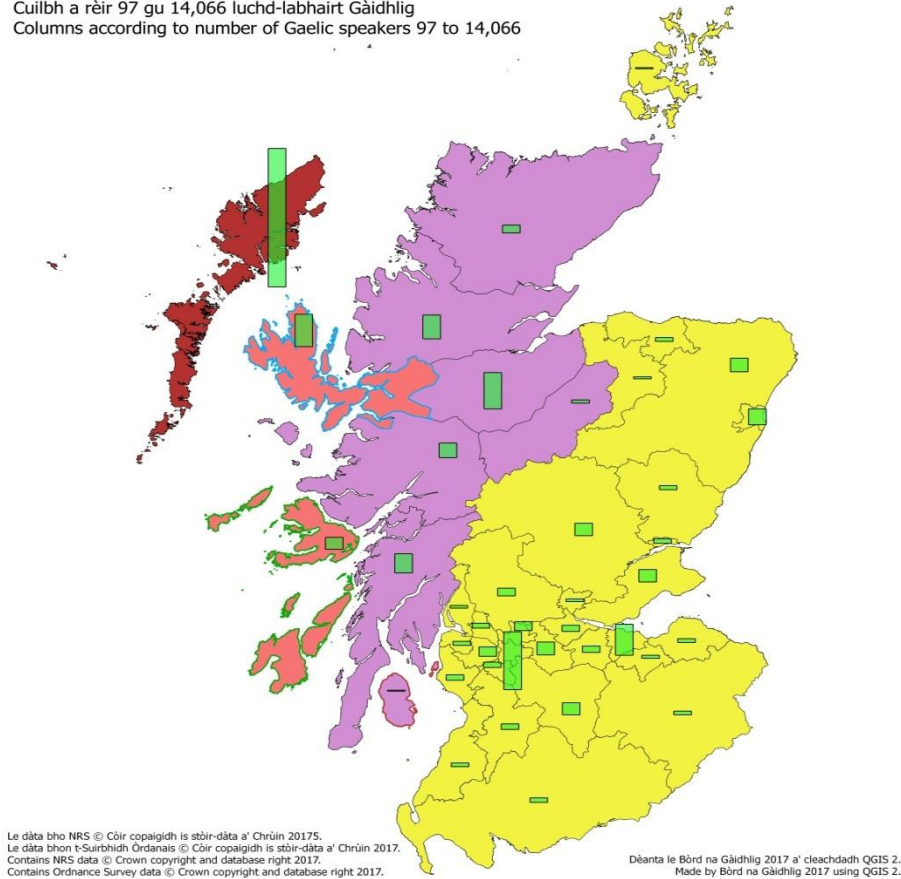 Cuilbh a rèir 97 gu 14,066 luchd-labhairt Gàidhlig
Columns according to number of Gaelic speakers 97 to 14,066
Le dàta bho NRS © Còir copaigidh is stòir-dàta a' Chrùin 20175.
Le dàta bhon t-Suirbhidh Òrdanais © Còir copaigidh is stòir-dàta a' Chrùin 2017.
Contains NRS data © Crown copyright and database right 2017.
Contains Ordnance Survey data © Crown copyright and database right 2017.
Dèanta le Bòrd na Gàidhlig 2017 a' cleachdadh QGIS 2.
Made by Bòrd na Gàidhlig 2017 using QGIS 2.